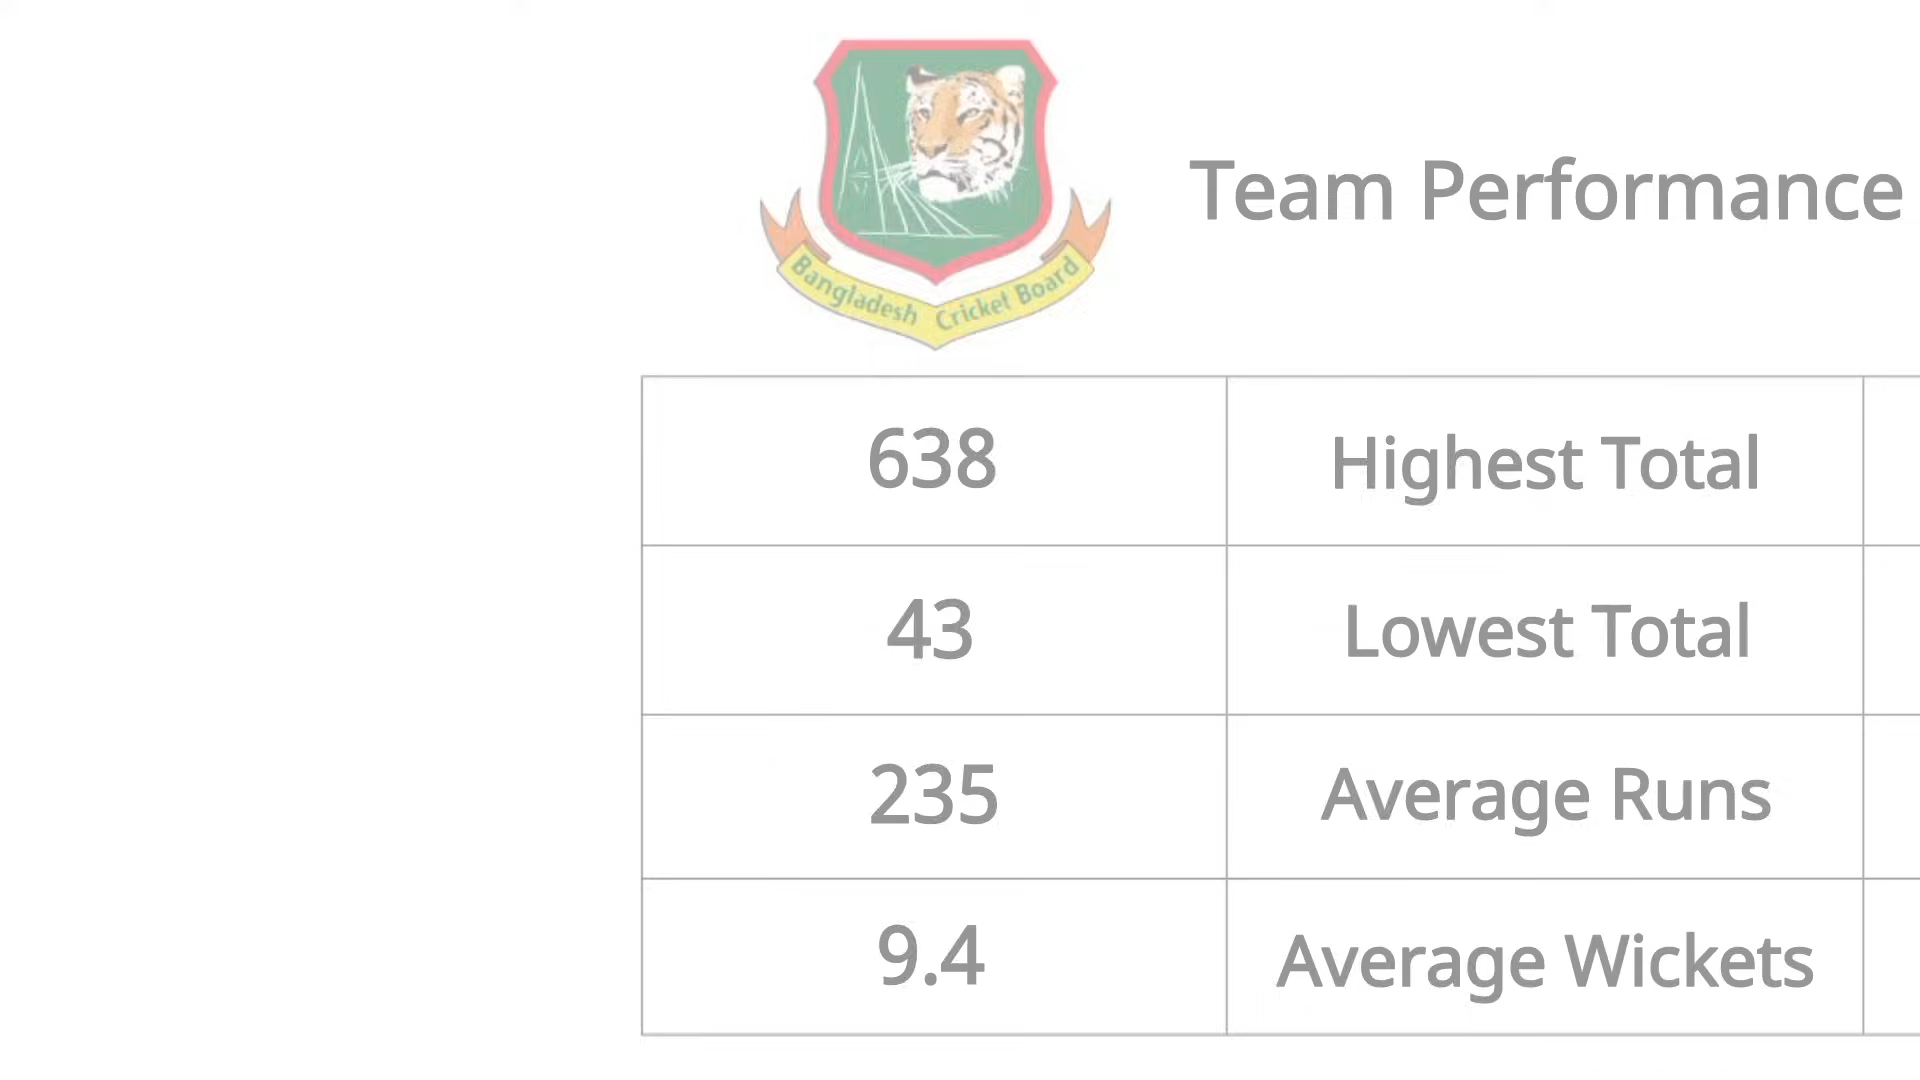 Bangladesh Cricket Board
Team Performance
638 Highest Total
43 Lowest Total
235 Average Runs
9.4 Average Wickets